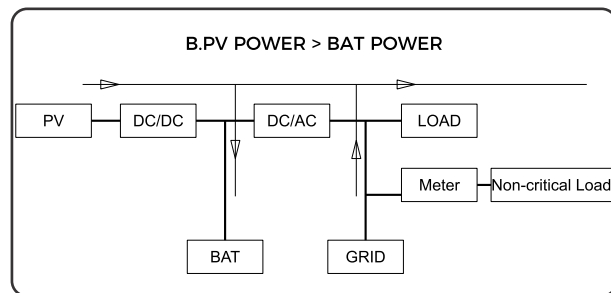 B.PV POWER > BAT POWER
PV
DC/DC
DC/AC
LOAD
Meter
Non-critical Load
BAT
GRID